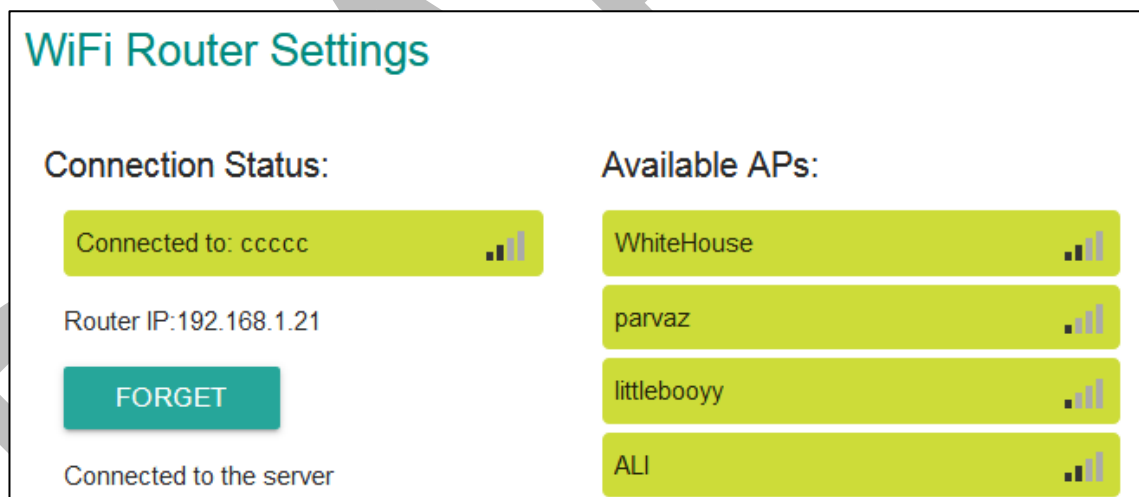 WiFi Router Settings
Connection Status:
Connected to: ccccc
Router IP:192.168.1.21
FORGET
Connected to the server
Available APs:
WhiteHouse
parvaz
littlebooyy
ALI